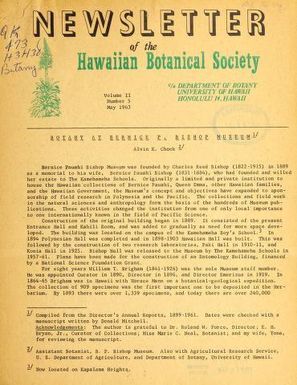 QK
473
H3H38
Botany
NEWSLETTER
of the
Hawaiian Botanical Society
c/o DEPARTMENT OF BOTANY
UNIVERSITY OF HAWAII
HONOLULU 14, HAWAII
Volume II
Number 5
May 1963
BOTANY AT BERNICE P. BISHOP MUSEUM 1/
Alvin K. Chock 2/
Bernice Pauahi Bishop Museum was founded by Charles Reed Bishop (1822-1915) in 1889
as a memorial to his wife, Bernice Pauahi Bishop (1831-1884), who had founded and willed
her estate to The Kamehameha Schools. Originally a limited and private institution to
house the Hawaiian collections of Bernice Pauahi, Queen Emma, other Hawaiian families,
and the Hawaiian Government, the Museum's concept and objectives have expanded to spon-
sorship of field research in Polynesia and the Pacific. The collections and field work
in the natural sciences and anthropology form the basis of the hundreds of Museum pub-
lications. These activities changed the Museum from one of only local importance
to one internationally known in the field of Pacific Science.
Construction of the original building began in 1889. It consisted of the present
Entrance Hall and Kahili Room, and was added to gradually as need for more space devel-
oped. The building was located on the campus of the Kamehameha Boy's School. 3/ In
1894 Polynesian Hall was completed and in 1898-1903 Hawaiian Hall was built. This was
followed by the construction of two research laboratories, Paki Hall in 1910-11, and
Konia Hall in 1926. Bishop Hall was acquired from The Kamehameha Schools in
1957-61. Plans have been made for the construction of an Entomology Building, financed
by a National Science Foundation Grant.
For eight years William T. Brigham (1841-1926) was the sole Museum staff member.
He was appointed Curator in 1890, Director in 1896, and Director Emeritus in 1919. In
1864-65 Brigham was in Hawaii with Horace Mann on a botanical-geological expedition.
The collection of 909 specimens was the first important one to be deposited in the Her-
barium. By 1893 there were over 1,359 specimens, and today there are over 240,000
1/ Compiled from the Director's Annual Reports, 1899-1961. Dates were checked with a
manuscript written by Donald Mitchell.
Acknowledgements: The author is grateful to Dr. Roland W. Force, Director, E. H.
Bryan, Jr., Curator of Collections; Miss Marie C. Neal, Botanist; and my wife, Yona,
for reviewing the manuscript.
2/ Assistant Botanist, B. P. Bishop Museum. Also with Agricultural Research Service,
U. S. Department of Agriculture, and Department of Botany, University of Hawaii.
3/ Now located on Kapalama Heights.